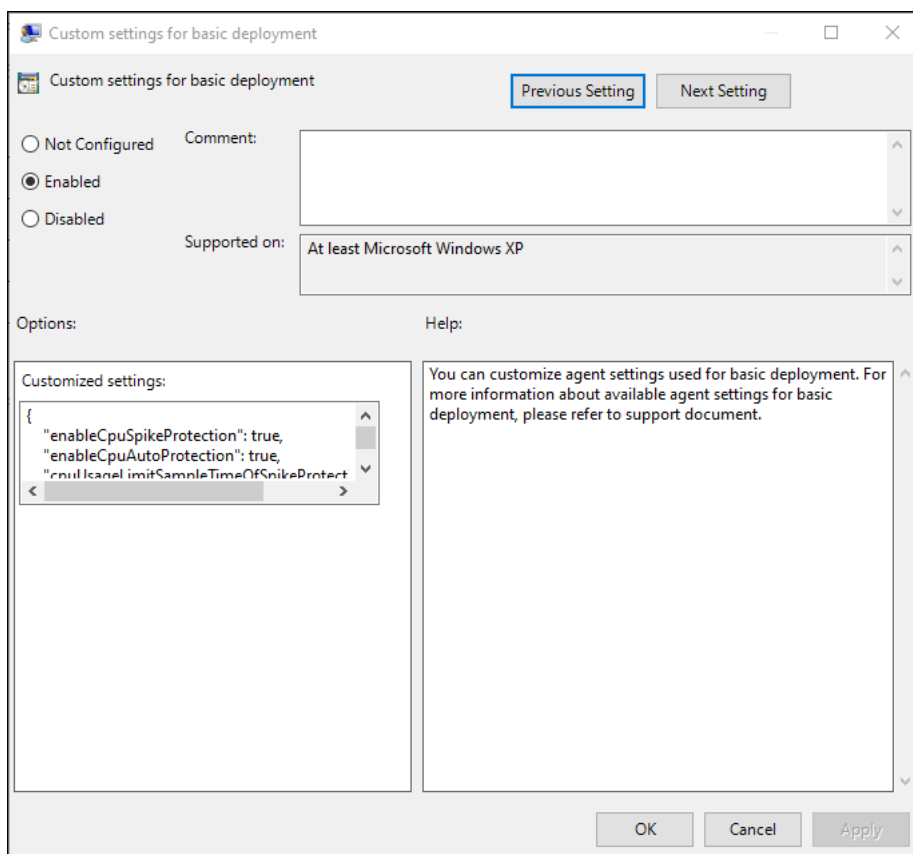 Custom settings for basic deployment
Custom settings for basic deployment
Previous Setting
Next Setting
Not Configured
Comment:
Enabled
Disabled
Supported on:
At least Microsoft Windows XP
Options:
Help:
Customized settings:
{
"enableCpuSpikeProtection": true,
"enableCpuAutoProtection": true,
"cpuUsageLimitSampleTimeOfSpikeProtect
You can customize agent settings used for basic deployment. For
more information about available agent settings for basic
deployment, please refer to support document.
OK
Cancel
Apply